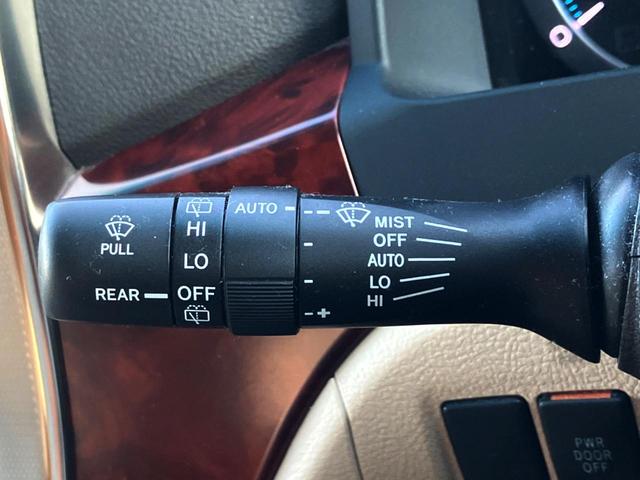 PULL
REAR
HI
LO
OFF
AUTO
- +
MIST
OFF
AUTO
LO
HI
PWR
DOOR
OFF